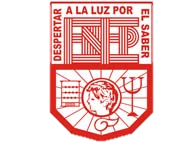 DESPERTAR
A LA LUZ POR
EL SABER
ENP